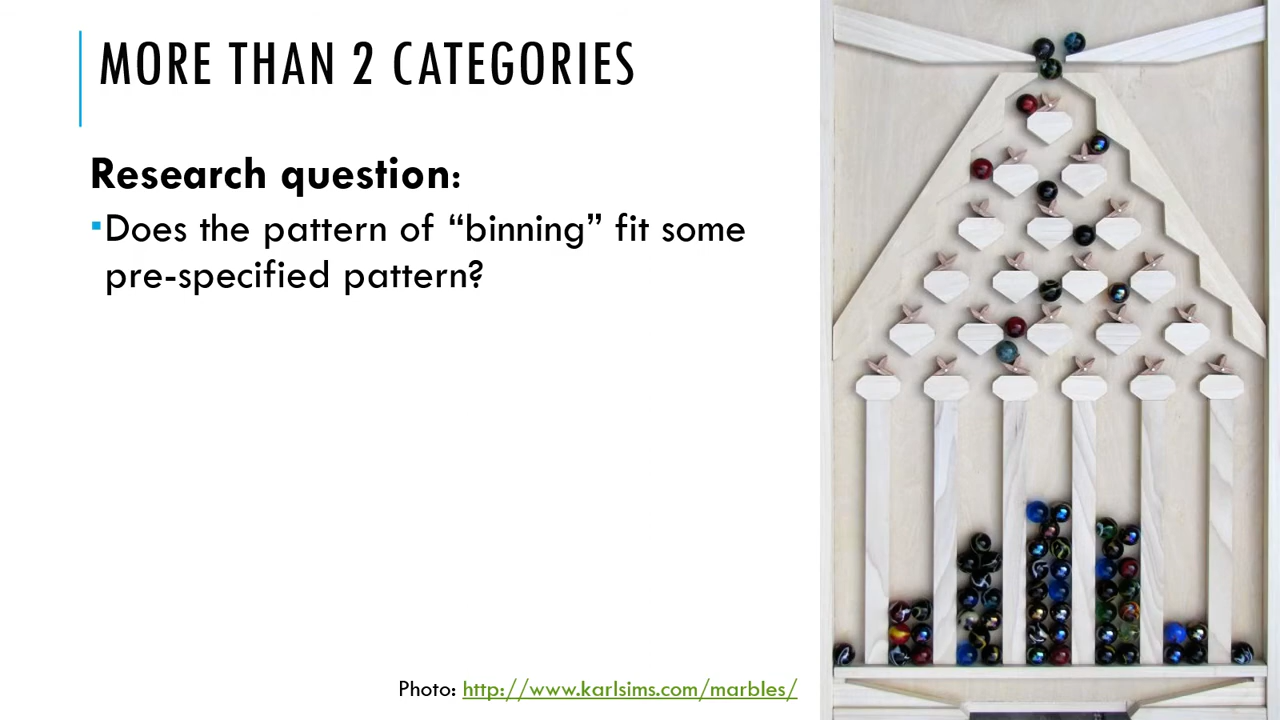 MORE THAN 2 CATEGORIES
Research question:
▪Does the pattern of “binning” fit some
pre-specified pattern?
Photo: http://www.karlsims.com/marbles/